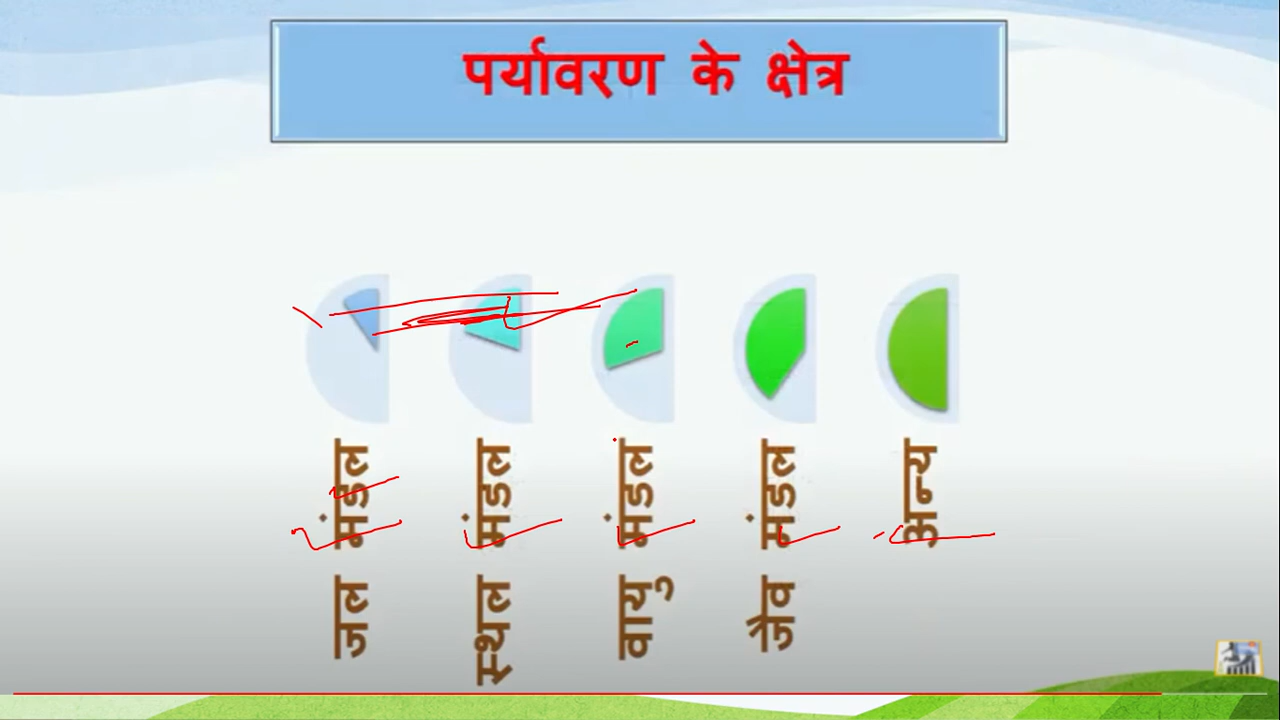 पर्यावरण के क्षेत्र
जल मंडल
स्थल मंडल
वायु मंडल
जैव मंडल
अन्य